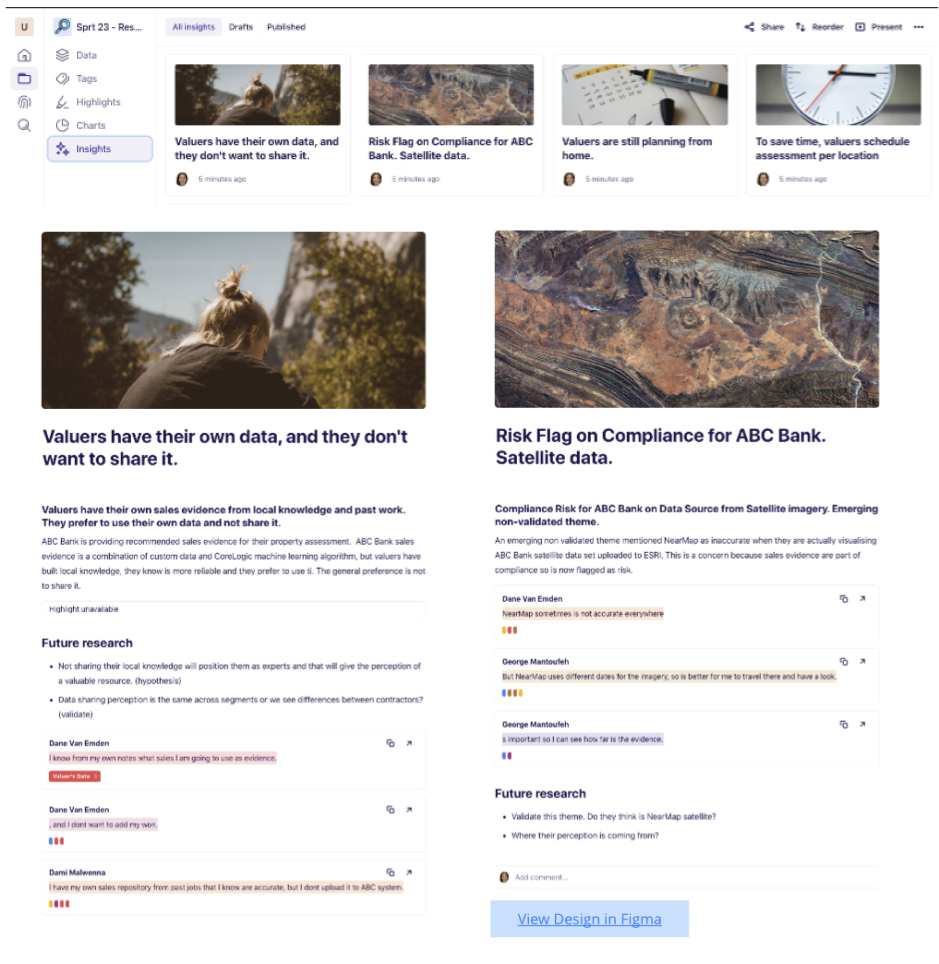 U
Sprt 23 - Res...
All insights
Drafts
Published
Share
Reorder
Present
Data
Tags
Highlights
Charts
Insights
Valuers have their own data, and
they don't want to share it.
5 minutes ago
Risk Flag on Compliance for ABC
Bank. Satellite data.
5 minutes ago
Valuers are still planning from
home.
5 minutes ago
To save time, valuers schedule
assessment per location
5 minutes ago
Valuers have their own data, and they don't
want to share it.
Valuers have their own sales evidence from local knowledge and past work.
They prefer to use their own data and not share it.
ABC Bank is providing recommended sales evidence for their property assessment. ABC Bank sales
evidence is a combination of custom data and CoreLogic machine learning algorithm, but valuers have
built local knowledge, they know is more reliable and they prefer to use ti. The general preference is not
to share it.
Highlight unavailable
Future research
• Not sharing their local knowledge will position them as experts and that will give the perception of
a valuable resource. (hypothesis)
• Data sharing perception is the same across segments or we see differences between contractors?
(validate)
Dane Van Emden
I know from my own notes what sales I am going to use as evidence.
Valuer's Data
Dane Van Emden
, and I dont want to add my won.
Dami Malwenna
I have my own sales repository from past jobs that I know are accurate, but I dont upload it to ABC system.
Risk Flag on Compliance for ABC Bank.
Satellite data.
Compliance Risk for ABC Bank on Data Source from Satellite imagery. Emerging
non-validated theme.
An emerging non validated theme mentioned NearMap as inaccurate when they are actually visualising
ABC Bank satellite data set uploaded to ESRI. This is a concern because sales evidence are part of
compliance so is now flagged as risk.
Dane Van Emden
NearMap sometimes is not accurate everywhere
George Mantoufeh
But NearMap uses different dates for the imagery, so is better for me to travel there and have a look.
George Mantoufeh
s important so I can see how far is the evidence.
Future research
• Validate this theme. Do they think is NearMap satellite?
• Where their perception is coming from?
Add comment...
View Design in Figma